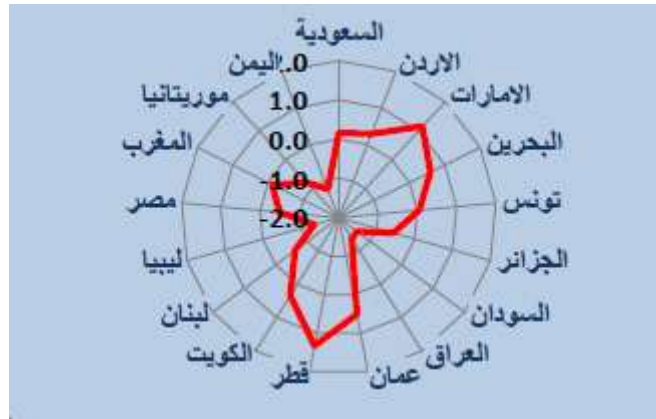 السعودية
الاردن
الامارات
البحرين
تونس
الجزائر
السودان
العراق
عمان
قطر
الكويت
لبنان
ليبيا
مصر
المغرب
موريتانيا
اليمن
.0
1.0
0.0
-1.0
-2.0